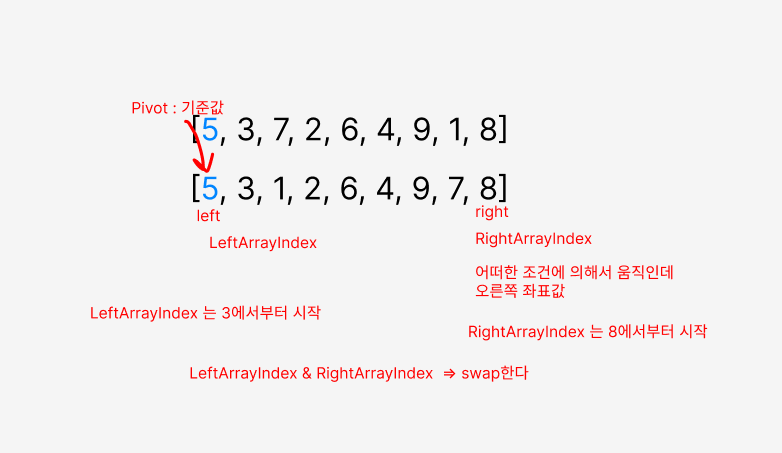 Pivot : 기준값
[5, 3, 7, 2, 6, 4, 9, 1, 8]
[5, 3, 1, 2, 6, 4, 9, 7, 8]
left
right
LeftArrayIndex
RightArrayIndex
어떠한 조건에 의해서 움직인데
오른쪽 좌표값
LeftArrayIndex 는 3에서부터 시작
RightArrayIndex 는 8에서부터 시작
LeftArrayIndex & RightArrayIndex ⇒ swap한다